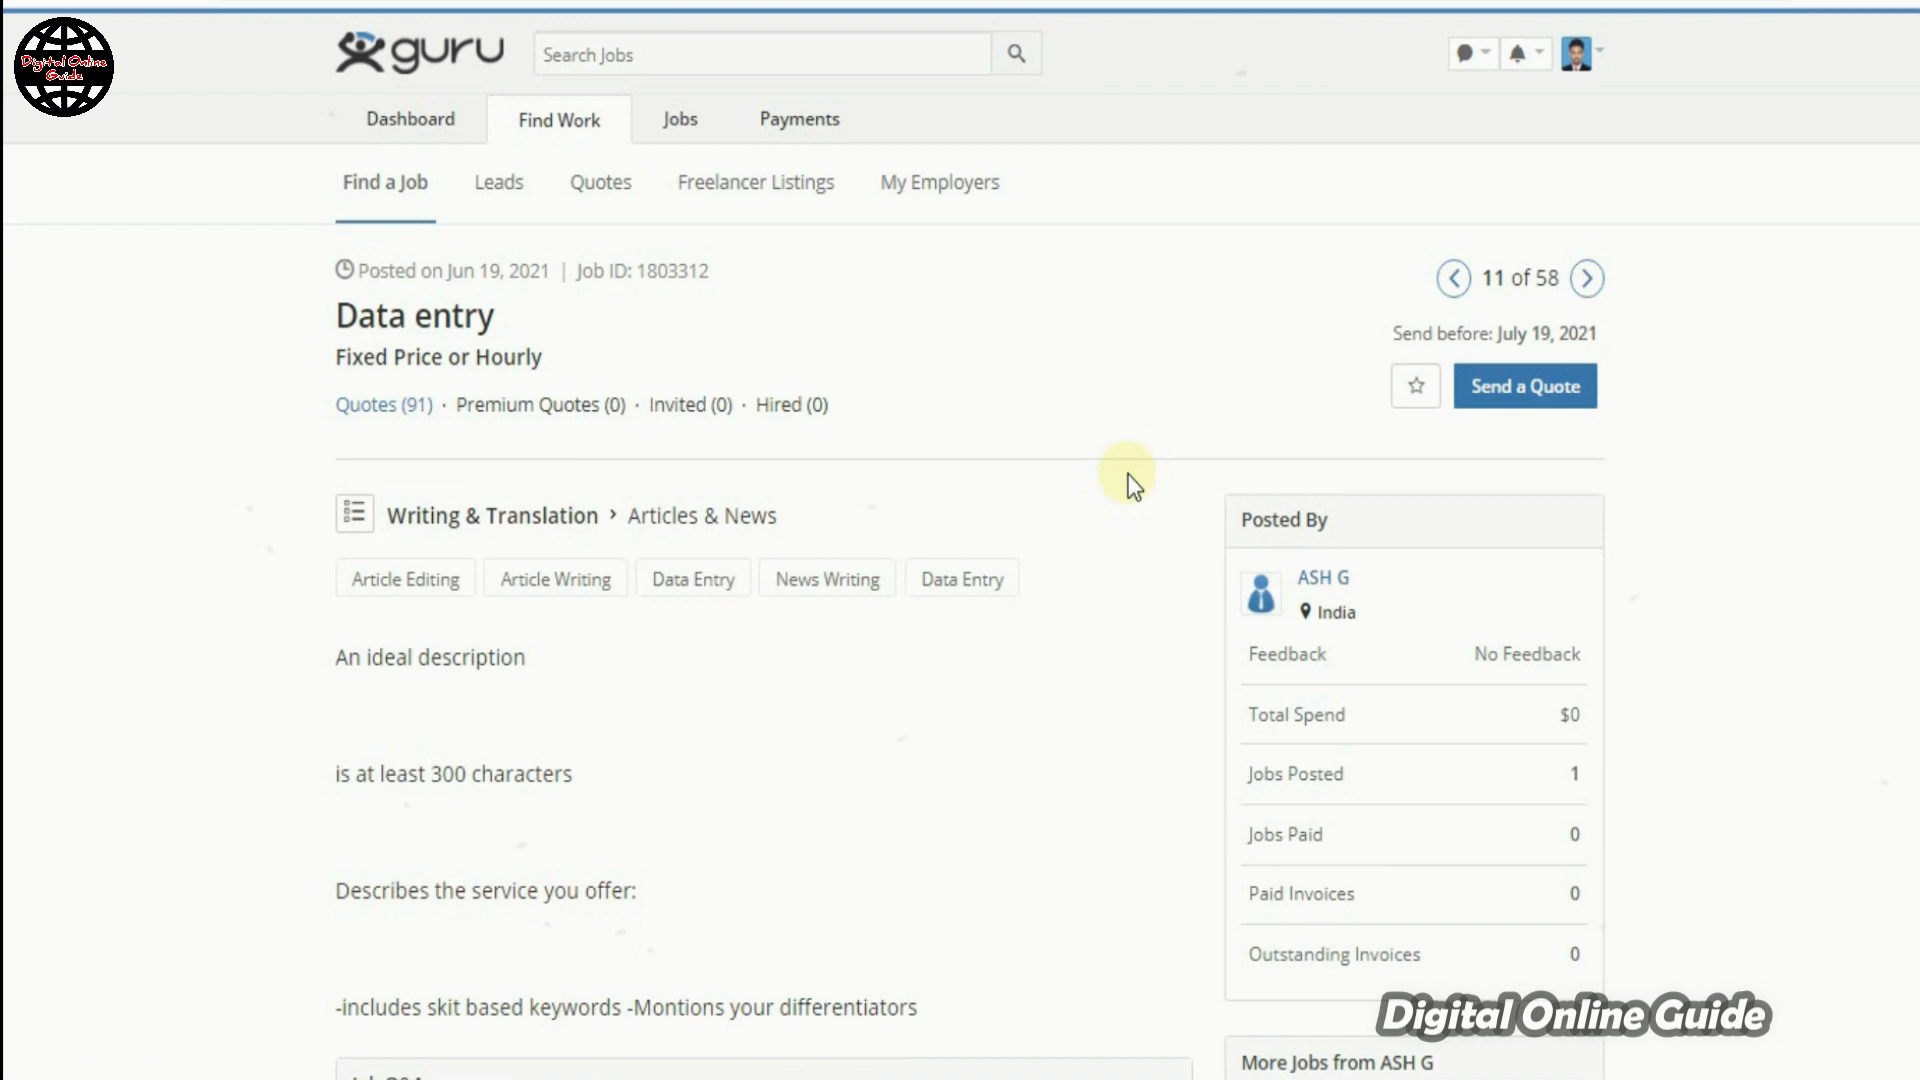 Digital Online
Guide
guru
Search Jobs
Dashboard
Find Work
Jobs
Payments
Find a Job
Leads
Quotes
Freelancer Listings
My Employers
Posted on Jun 19, 2021 | Job ID: 1803312
11 of 58
Data entry
Send before: July 19, 2021
Fixed Price or Hourly
Send a Quote
Quotes (91) · Premium Quotes (0) · Invited (0) · Hired (0)
Writing & Translation › Articles & News
Article Editing
Article Writing
Data Entry
News Writing
Data Entry
An ideal description
is at least 300 characters
Describes the service you offer:
-includes skit based keywords -Montions your differentiators
Posted By
ASH G
India
Feedback No Feedback
Total Spend $0
Jobs Posted 1
Jobs Paid 0
Paid Invoices 0
Outstanding Invoices 0
Digital Online Guide
More Jobs from ASH G